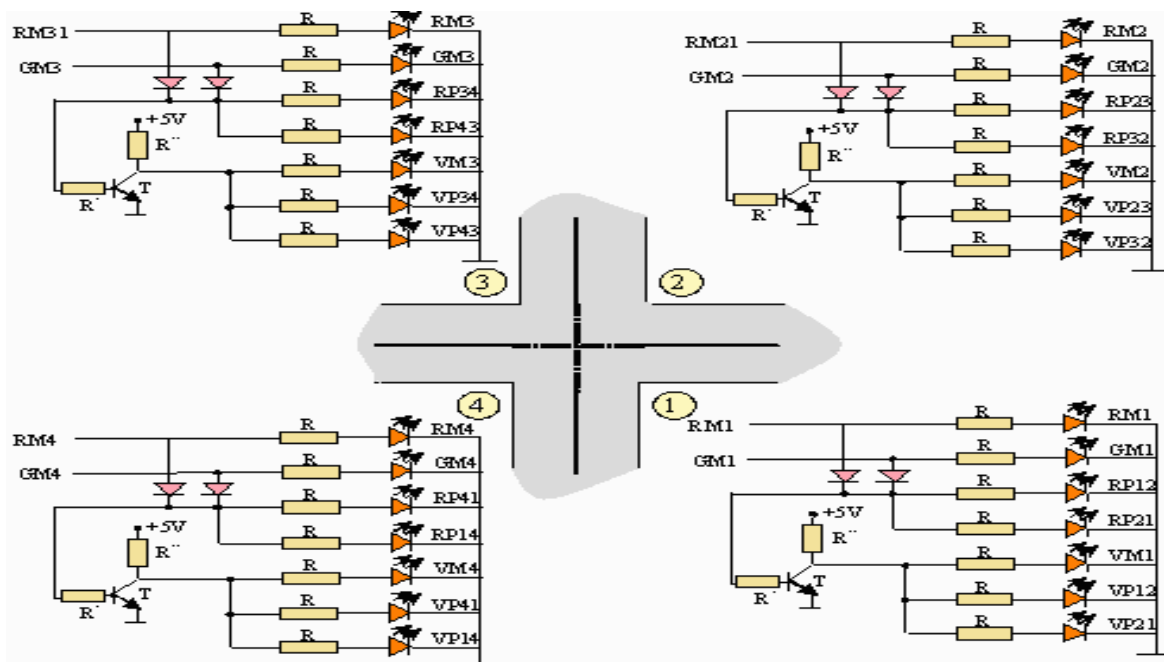 R RM3
RM31
R GM3
GM3
R RP34
R RP43
+5V
R"
R VM3
T
R'
R VP34
R VP43
R RM2
RM21
R GM2
GM2
R RP23
R RP32
+5V
R"
R VM2
T
R'
R VP23
R VP32
3
2
4
1
R RM4
RM4
R GM4
GM4
R RP41
R RP14
+5V
R"
R VM4
T
R'
R VP41
R VP14
R RM1
RM1
R GM1
GM1
R RP12
R RP21
+5V
R"
R VM1
T
R'
R VP12
R VP21